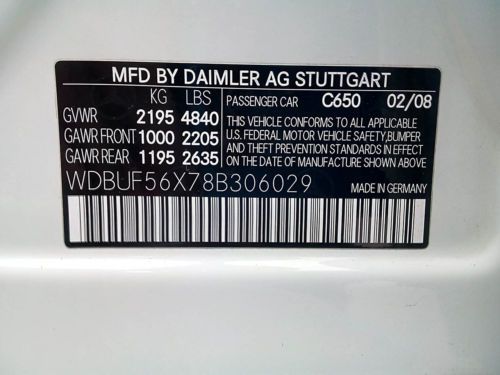 MFD BY DAIMLER AG STUTTGART
KG LBS
GVWR 2195 4840
GAWR FRONT 1000 2205
GAWR REAR 1195 2635
PASSENGER CAR C650 02/08
THIS VEHICLE CONFORMS TO ALL APPLICABLE
U.S. FEDERAL MOTOR VEHICLE SAFETY,BUMPER
AND THEFT PREVENTION STANDARDS IN EFFECT
ON THE DATE OF MANUFACTURE SHOWN ABOVE.
WDBUF56X78B306029
MADE IN GERMANY